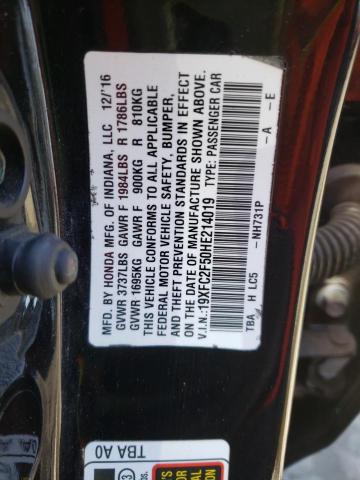 MFD. BY HONDA MFG. OF INDIANA, LLC 12/'16
GVWR 3737LBS GAWR F 1984LBS R 1786LBS
GVWR 1695KG GAWR F 900KG R 810KG
THIS VEHICLE CONFORMS TO ALL APPLICABLE
FEDERAL MOTOR VEHICLE SAFETY, BUMPER,
AND THEFT PREVENTION STANDARDS IN EFFECT
ON THE DATE OF MANUFACTURE SHOWN ABOVE.
V.I.N.:19XFC2F50HE214019 TYPE: PASSENGER CAR
-NH731P -A -E
TBA H LC5
TBA A0